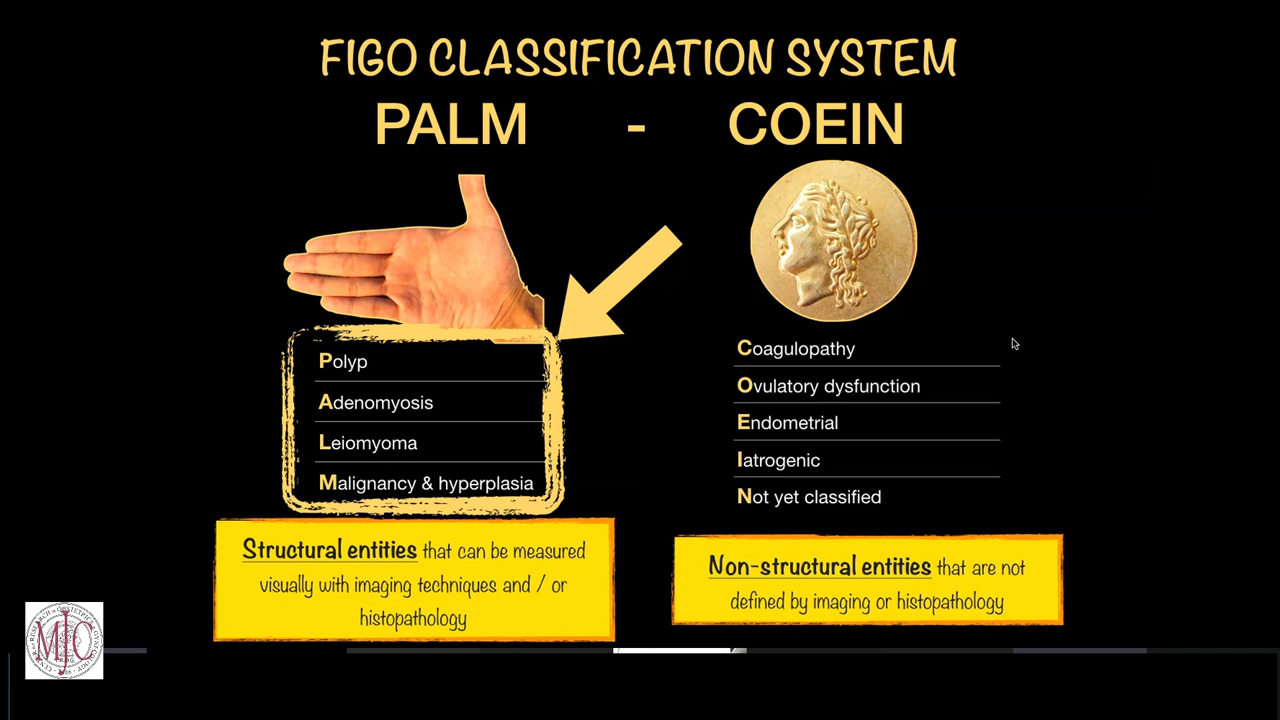 FIGO CLASSIFICATION SYSTEM
PALM - COEIN
Polyp
Adenomyosis
Leiomyoma
Malignancy & hyperplasia
Structural entities that can be measured
visually with imaging techniques and / or
histopathology
Coagulopathy
Ovulatory dysfunction
Endometrial
Iatrogenic
Not yet classified
Non-structural entities that are not
defined by imaging or histopathology
MJC